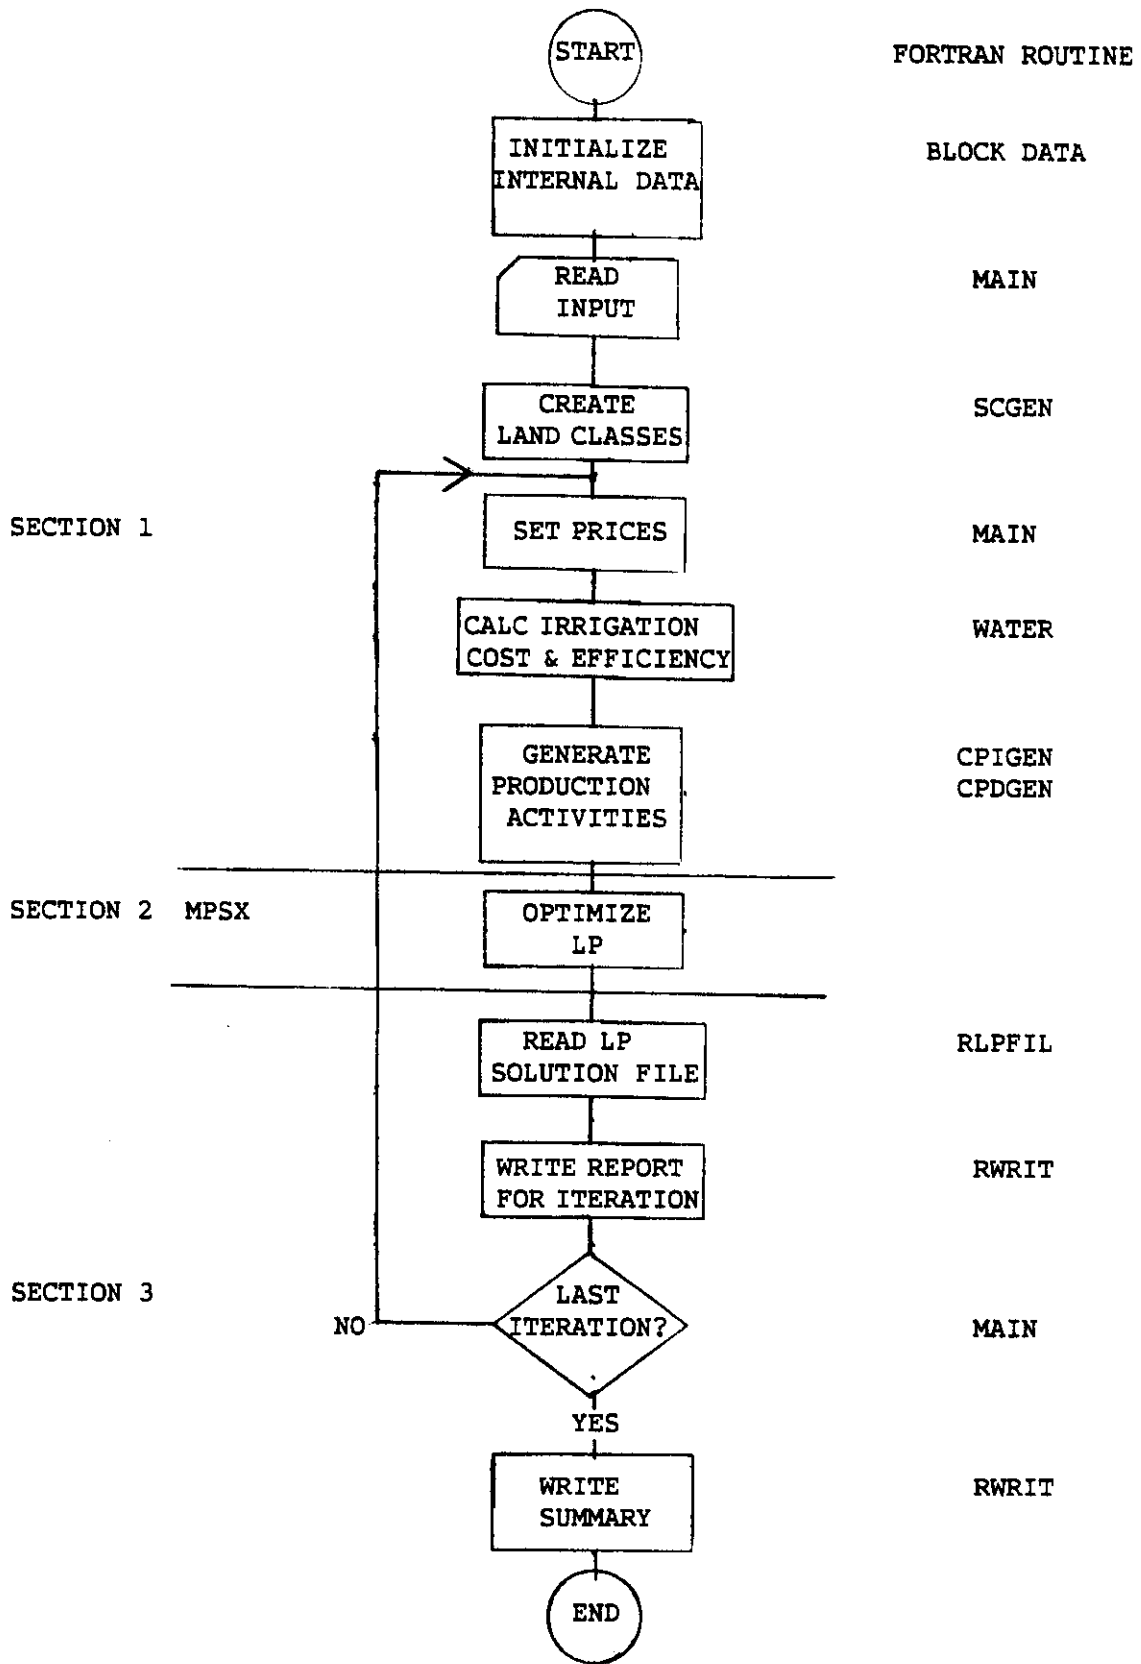 START
FORTRAN ROUTINE
INITIALIZE
INTERNAL DATA
BLOCK DATA
READ
INPUT
MAIN
CREATE
LAND CLASSES
SCGEN
SECTION 1
SET PRICES
MAIN
CALC IRRIGATION
COST & EFFICIENCY
WATER
GENERATE
PRODUCTION
ACTIVITIES
CPIGEN
CPDGEN
SECTION 2 MPSX
OPTIMIZE
LP
READ LP
SOLUTION FILE
RLPFIL
WRITE REPORT
FOR ITERATION
RWRIT
SECTION 3
LAST
ITERATION?
NO
MAIN
YES
WRITE
SUMMARY
RWRIT
END